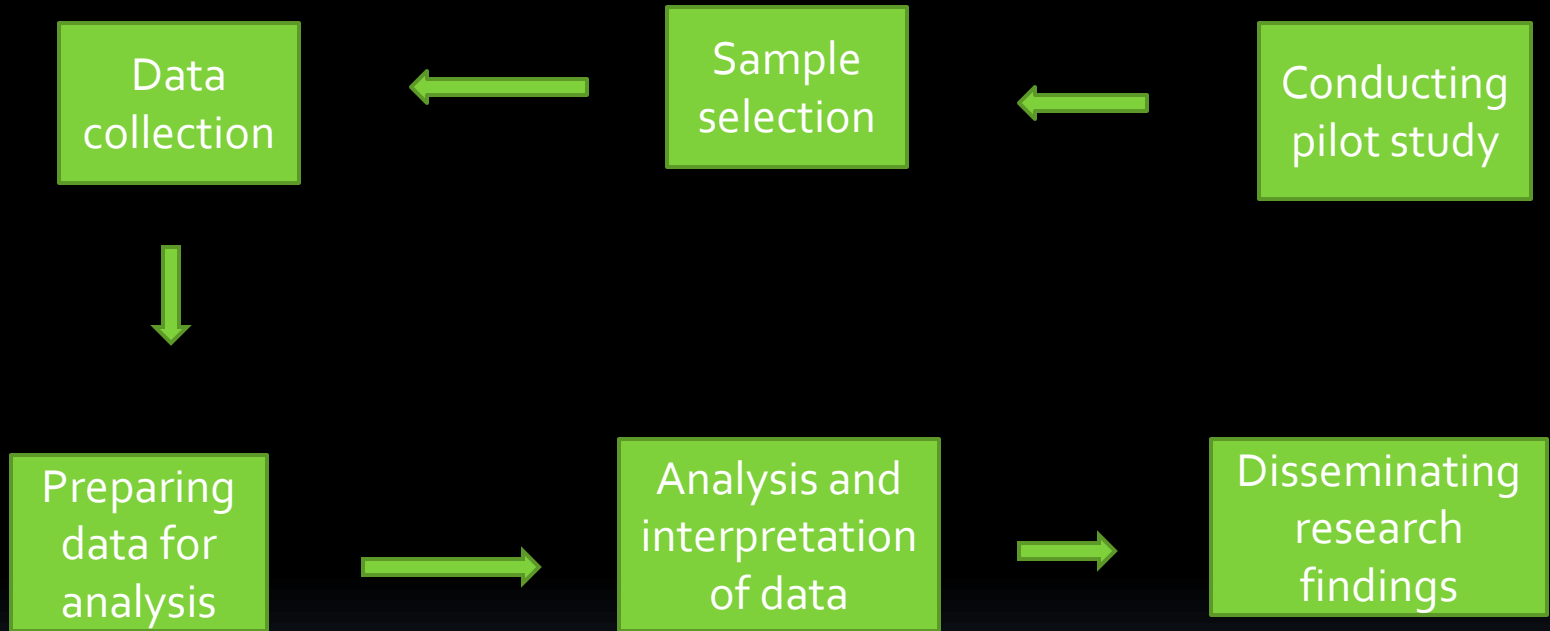 Data
collection
Sample
selection
Conducting
pilot study
Preparing
data for
analysis
Analysis and
interpretation
of data
Disseminating
research
findings